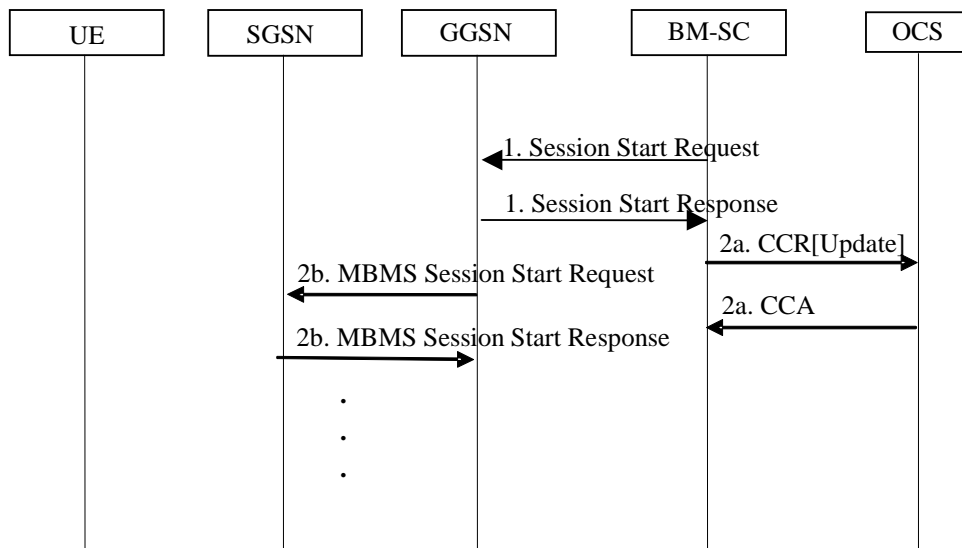 UE
SGSN
GGSN
BM-SC
OCS
1. Session Start Request
1. Session Start Response
2a. CCR[Update]
2b. MBMS Session Start Request
2a. CCA
2b. MBMS Session Start Response
.
.
.